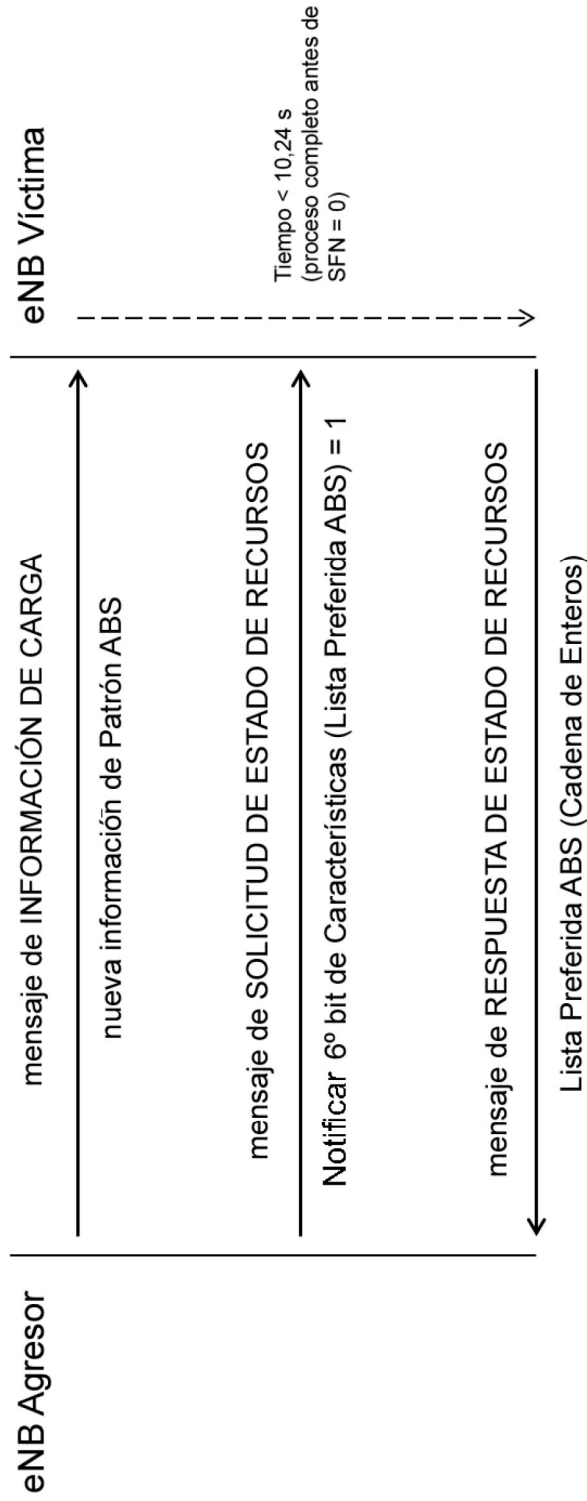 eNB Agresor
eNB Víctima
mensaje de INFORMACIÓN DE CARGA
nueva información de Patrón ABS
mensaje de SOLICITUD DE ESTADO DE RECURSOS
Notificar 6º bit de Características (Lista Preferida ABS) = 1
Tiempo < 10,24 s
(proceso completo antes de
SFN = 0)
mensaje de RESPUESTA DE ESTADO DE RECURSOS
Lista Preferida ABS (Cadena de Enteros)